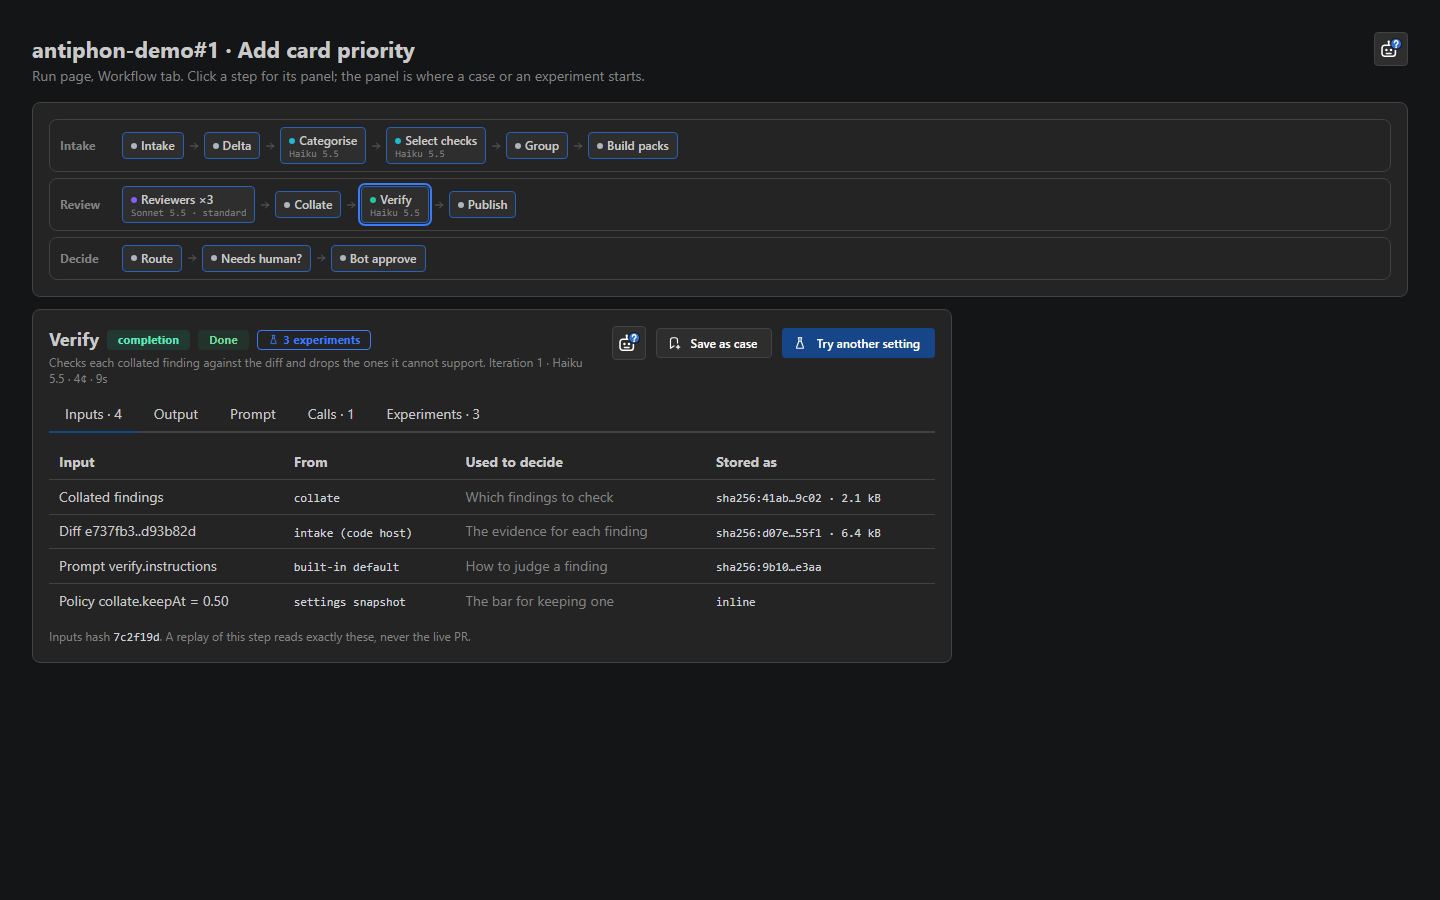 antiphon-demo#1 · Add card priority
Run page, Workflow tab. Click a step for its panel; the panel is where a case or an experiment starts.
Intake
Intake → Delta → Categorise → Select checks → Group → Build packs
Haiku 5.5
Haiku 5.5
Review
Reviewers ×3 → Collate → Verify → Publish
Sonnet 5.5 · standard
Haiku 5.5
Decide
Route → Needs human? → Bot approve
Verify completion Done 3 experiments
? Save as case Try another setting
Checks each collated finding against the diff and drops the ones it cannot support. Iteration 1 · Haiku
5.5 · 4¢ · 9s
Inputs · 4 Output Prompt Calls · 1 Experiments · 3
Input From Used to decide Stored as
Collated findings collate Which findings to check sha256:41ab…9c02 · 2.1 kB
Diff e737fb3..d93b82d intake (code host) The evidence for each finding sha256:d07e…55f1 · 6.4 kB
Prompt verify.instructions built-in default How to judge a finding sha256:9b10…e3aa
Policy collate.keepAt = 0.50 settings snapshot The bar for keeping one inline
Inputs hash 7c2f19d. A replay of this step reads exactly these, never the live PR.